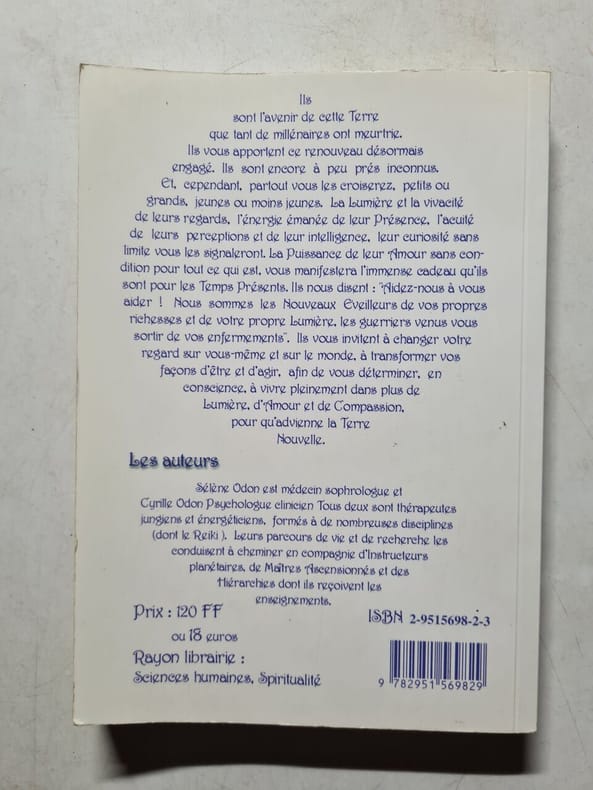 Ils
sont l'avenir de cette Terre
que tant de millénaires ont meurtrie.
Ils vous apportent ce renouveau désormais
engagé. Ils sont encore à peu prés inconnus.
Et, cependant, partout vous les croiserez, petits ou
grands, jeunes ou moins jeunes. La Lumière et la vivacité
de leurs regards, l'énergie émanée de leur Présence, l'acuité
de leurs perceptions et de leur intelligence, leur curiosité sans
limite vous les signaleront. La Puissance de leur Amour sans con-
dition pour tout ce qui est, vous manifestera l'immense cadeau qu'ils
sont pour les Temps Présents. Ils nous disent : "Aidez-nous à vous
aider ! Nous sommes les Nouveaux Eveilleurs de vos propres
richesses et de votre propre Lumière, les guerriers venus vous
sortir de vos enfermements". Ils vous invitent à changer votre
regard sur vous-même et sur le monde, à transformer vos
façons d'être et d'agir, afin de vous déterminer, en
conscience, à vivre pleinement dans plus de
Lumière, d'Amour et de Compassion,
pour qu'advienne la Terre
Nouvelle.
Les auteurs
Sélène Odon est médecin sophrologue et
Cyrille Odon Psychologue clinicien Tous deux sont thérapeutes
jungiens et énergéticiens, formés à de nombreuses disciplines
(dont le Reiki ). Leurs parcours de vie et de recherche les
conduisent à cheminer en compagnie d'Instructeurs
planétaires, de Maîtres Ascensionnés et des
Hiérarchies dont ils reçoivent les
enseignements.
Prix : 120 FF
ou 18 euros
Rayon librairie :
Sciences humaines, Spiritualité
ISBN 2-9515698-2-3
9 782951 569829